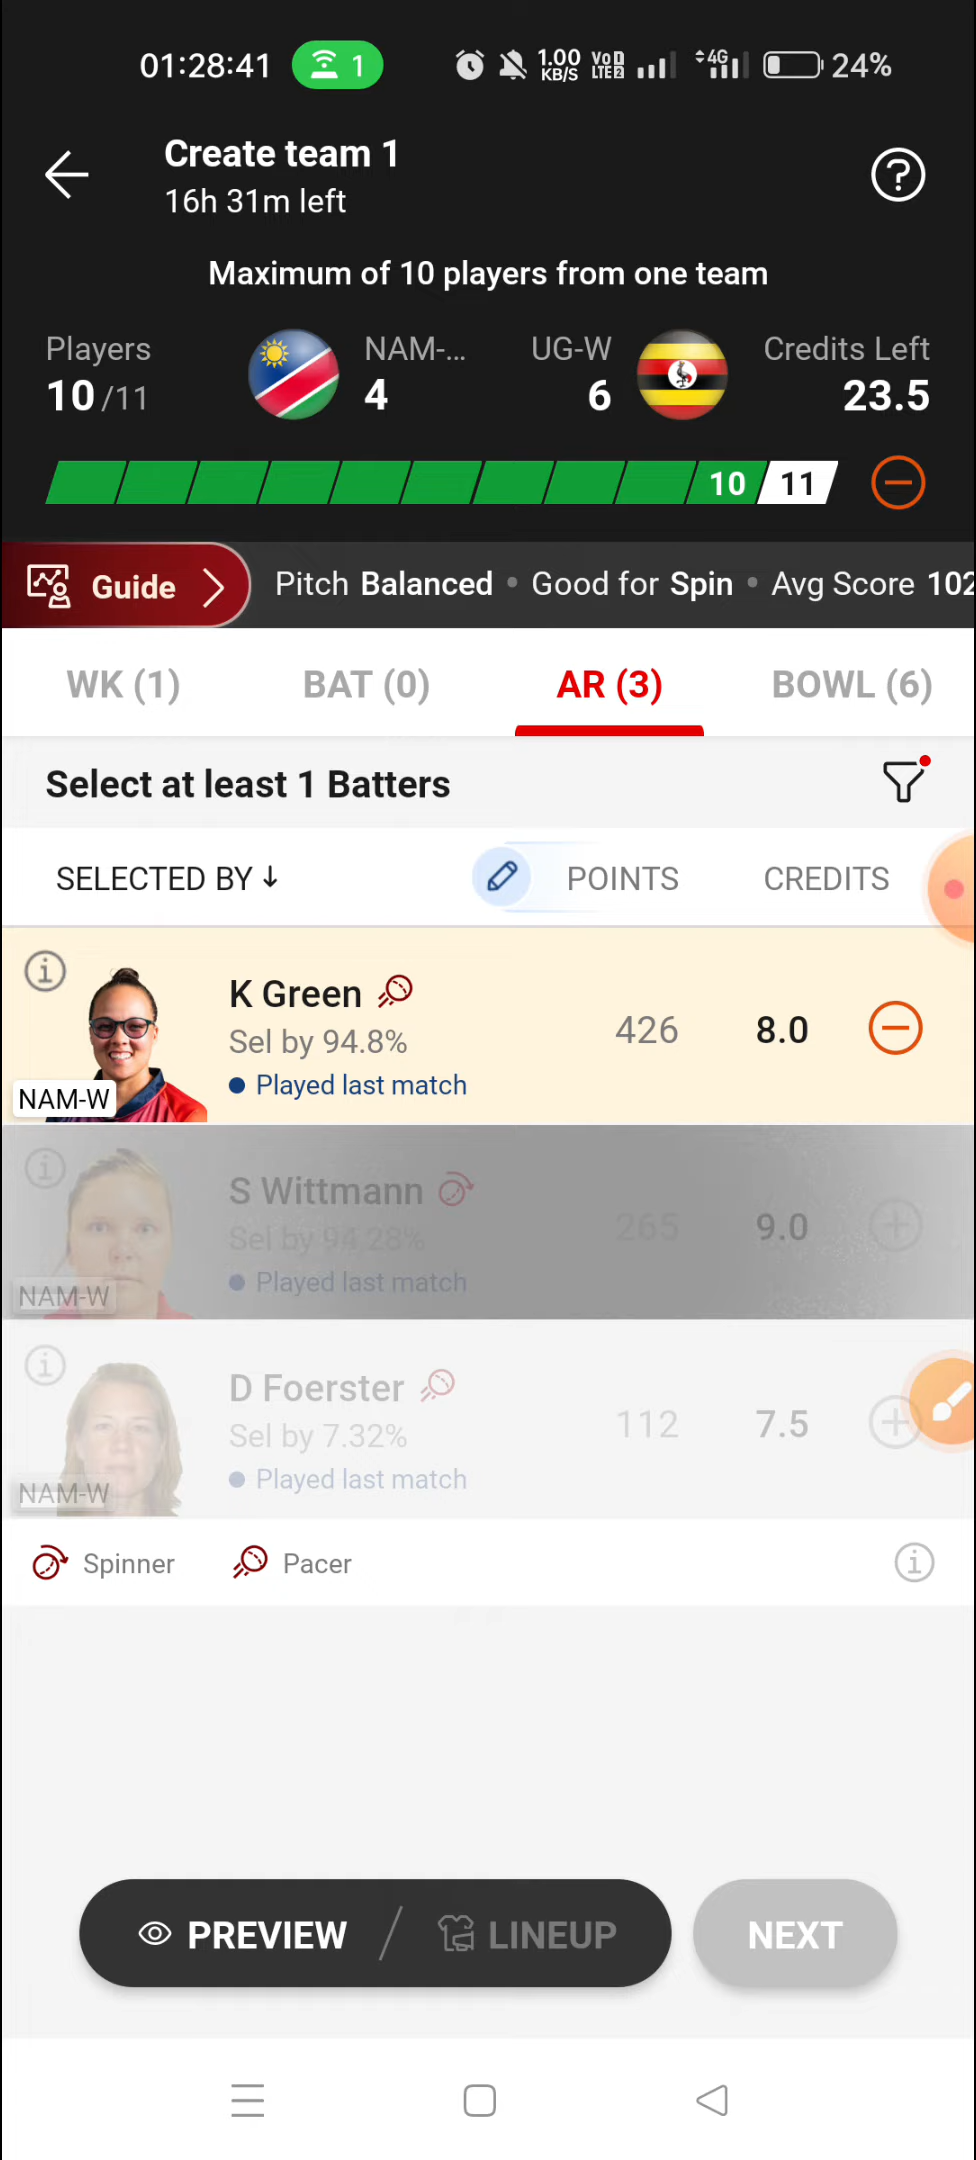 01:28:41 1 1.00 KB/S VoD LTE2 4G 24%
Create team 1
16h 31m left
Maximum of 10 players from one team
Players NAM-... UG-W Credits Left
10/11 4 6 23.5
10 11
Guide Pitch Balanced • Good for Spin • Avg Score 102
WK (1) BAT (0) AR (3) BOWL (6)
Select at least 1 Batters
SELECTED BY ↓ POINTS CREDITS
K Green
Sel by 94.8% 426 8.0
Played last match
NAM-W
S Wittmann
Sel by 94.28% 265 9.0
Played last match
NAM-W
D Foerster
Sel by 7.32% 112 7.5
Played last match
NAM-W
Spinner Pacer
PREVIEW / LINEUP NEXT